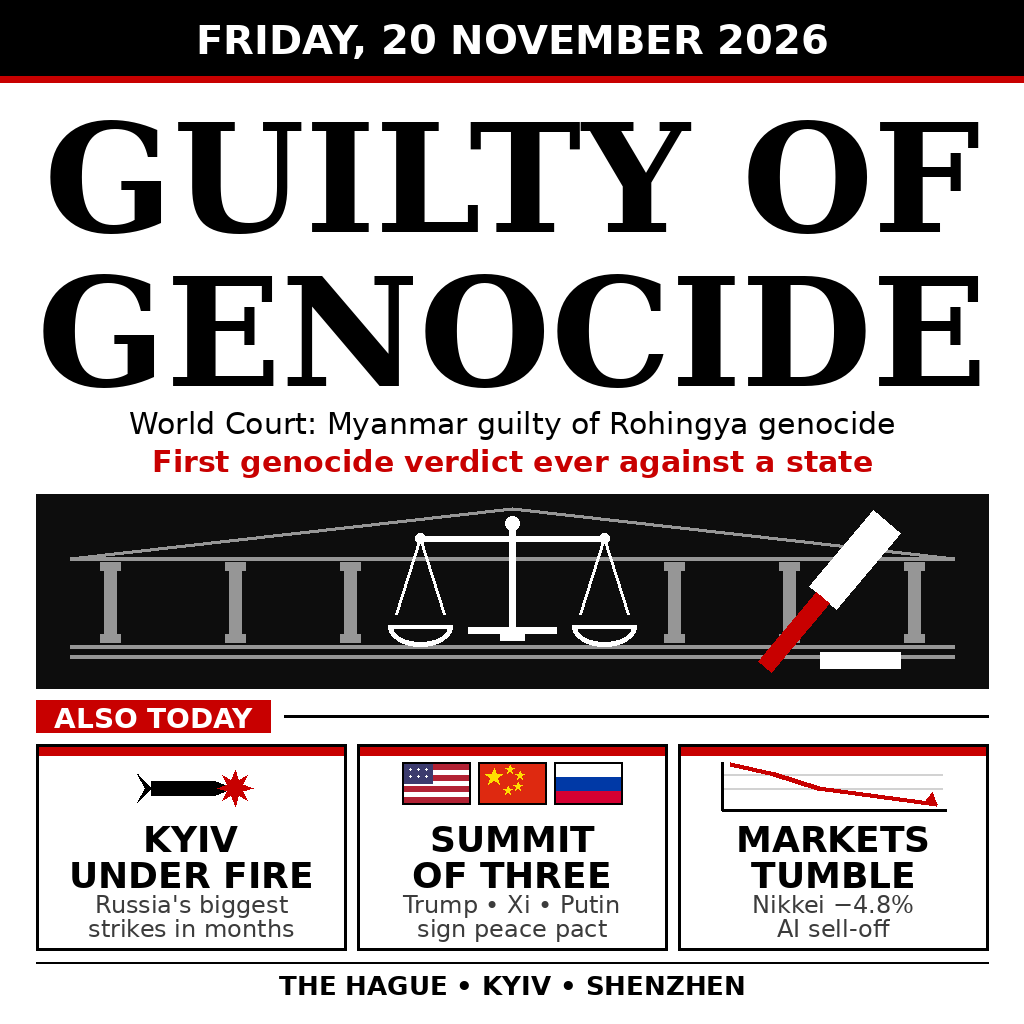 FRIDAY, 20 NOVEMBER 2026
GUILTY OF
GENOCIDE
World Court: Myanmar guilty of Rohingya genocide
First genocide verdict ever against a state
ALSO TODAY
KYIV
UNDER FIRE
Russia's biggest
strikes in months
SUMMIT
OF THREE
Trump • Xi • Putin
sign peace pact
MARKETS
TUMBLE
Nikkei −4.8%
AI sell-off
THE HAGUE • KYIV • SHENZHEN